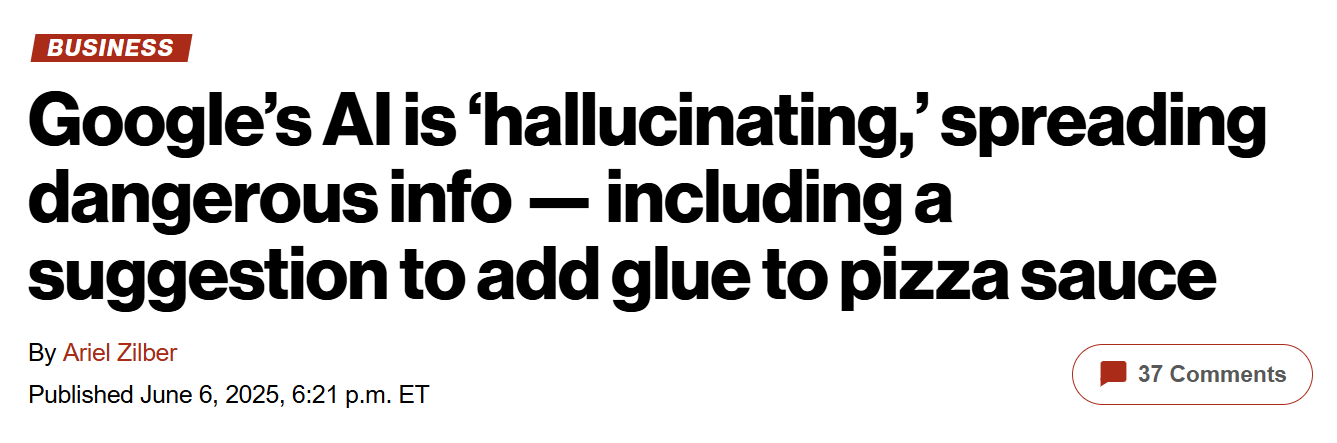 BUSINESS
Google’s AI is ‘hallucinating,’ spreading
dangerous info — including a
suggestion to add glue to pizza sauce
By Ariel Zilber
Published June 6, 2025, 6:21 p.m. ET
37 Comments